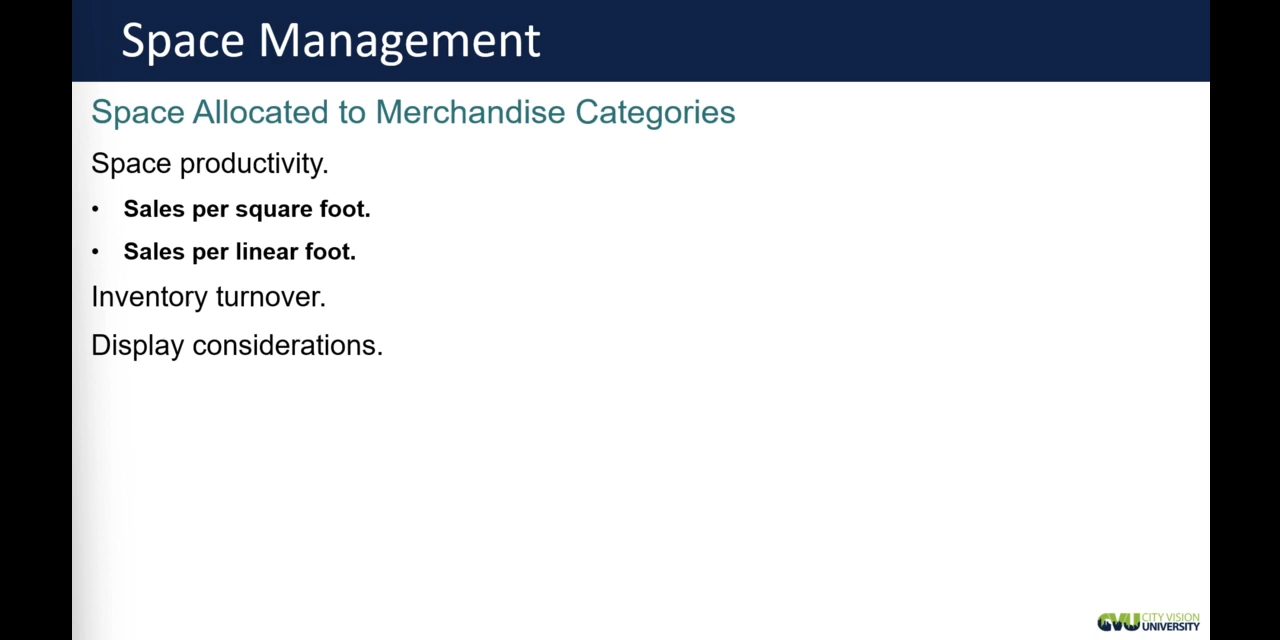 Space Management
Space Allocated to Merchandise Categories
Space productivity.
• Sales per square foot.
• Sales per linear foot.
Inventory turnover.
Display considerations.
CVU CITY VISION
UNIVERSITY